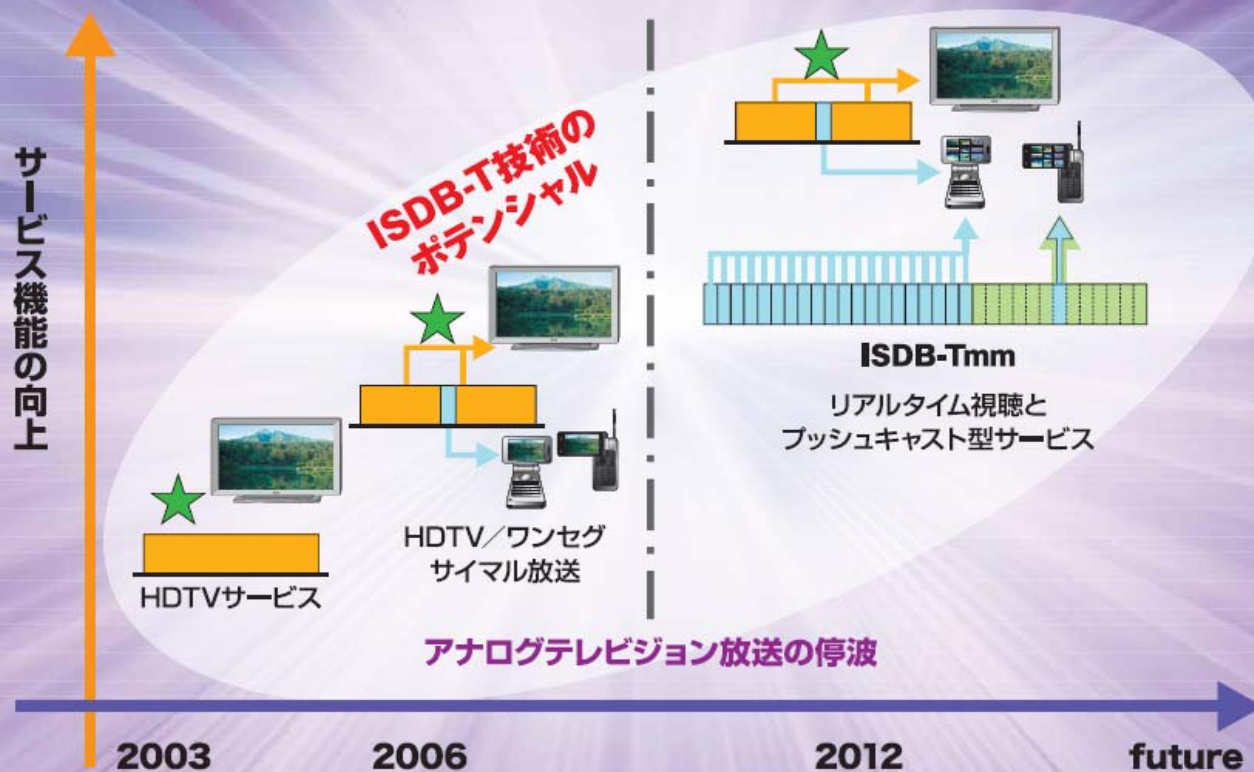 サービス機能の向上
ISDB-T技術の
ポテンシャル
HDTVサービス
HDTV／ワンセグ
サイマル放送
ISDB-Tmm
リアルタイム視聴と
プッシュキャスト型サービス
アナログテレビジョン放送の停波
2003
2006
2012
future